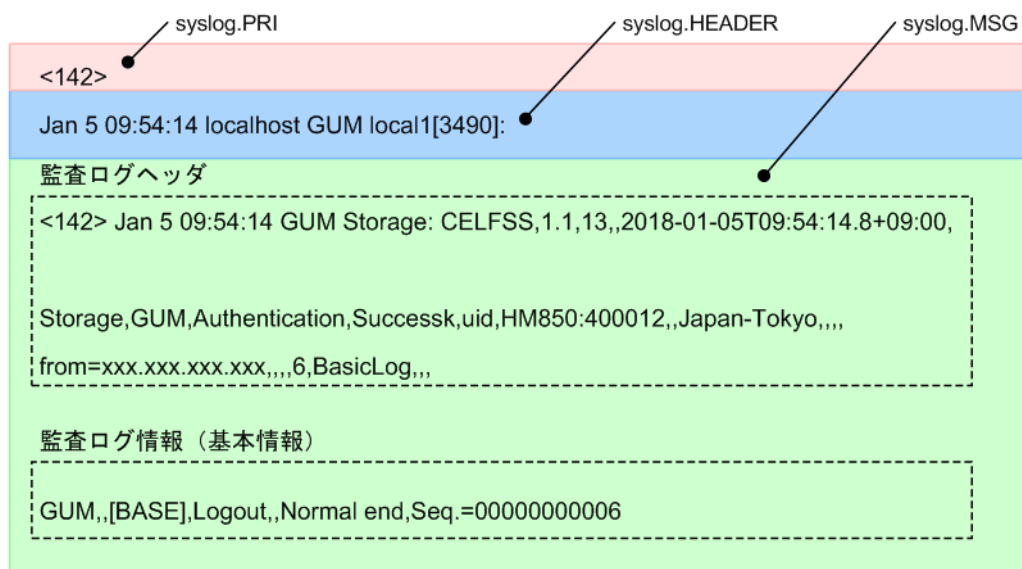 syslog.PRI
syslog.HEADER
syslog.MSG
<142>
Jan 5 09:54:14 localhost GUM local1[3490]:
監査ログヘッダ
<142> Jan 5 09:54:14 GUM Storage: CELFSS,1.1,13,,2018-01-05T09:54:14.8+09:00,
Storage,GUM,Authentication,Successk,uid,HM850:400012,,Japan-Tokyo,,,,
from=xxx.xxx.xxx.xxx,,,,6,BasicLog,,,
監査ログ情報（基本情報）
GUM,,[BASE],Logout,,Normal end,Seq.=00000000006